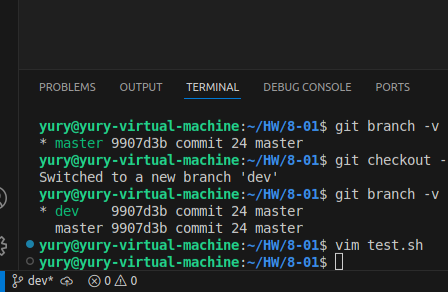 PROBLEMS OUTPUT TERMINAL DEBUG CONSOLE PORTS
yury@yury-virtual-machine:~/HW/8-01$ git branch -v
* master 9907d3b commit 24 master
yury@yury-virtual-machine:~/HW/8-01$ git checkout -
Switched to a new branch 'dev'
yury@yury-virtual-machine:~/HW/8-01$ git branch -v
* dev    9907d3b commit 24 master
  master 9907d3b commit 24 master
yury@yury-virtual-machine:~/HW/8-01$ vim test.sh
yury@yury-virtual-machine:~/HW/8-01$
dev* 0 0